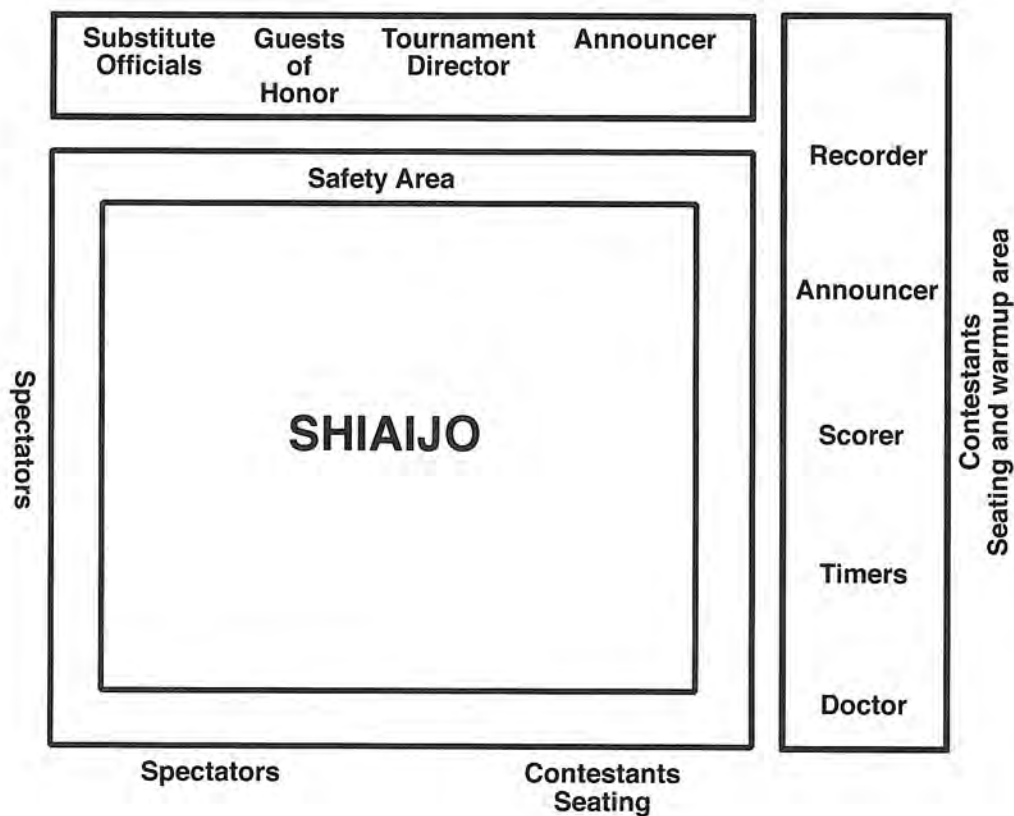 Substitute
Officials
Guests
of
Honor
Tournament
Director
Announcer
Safety Area
SHIAIJO
Spectators
Spectators
Contestants
Seating
Recorder
Announcer
Scorer
Timers
Doctor
Contestants
Seating and warmup area